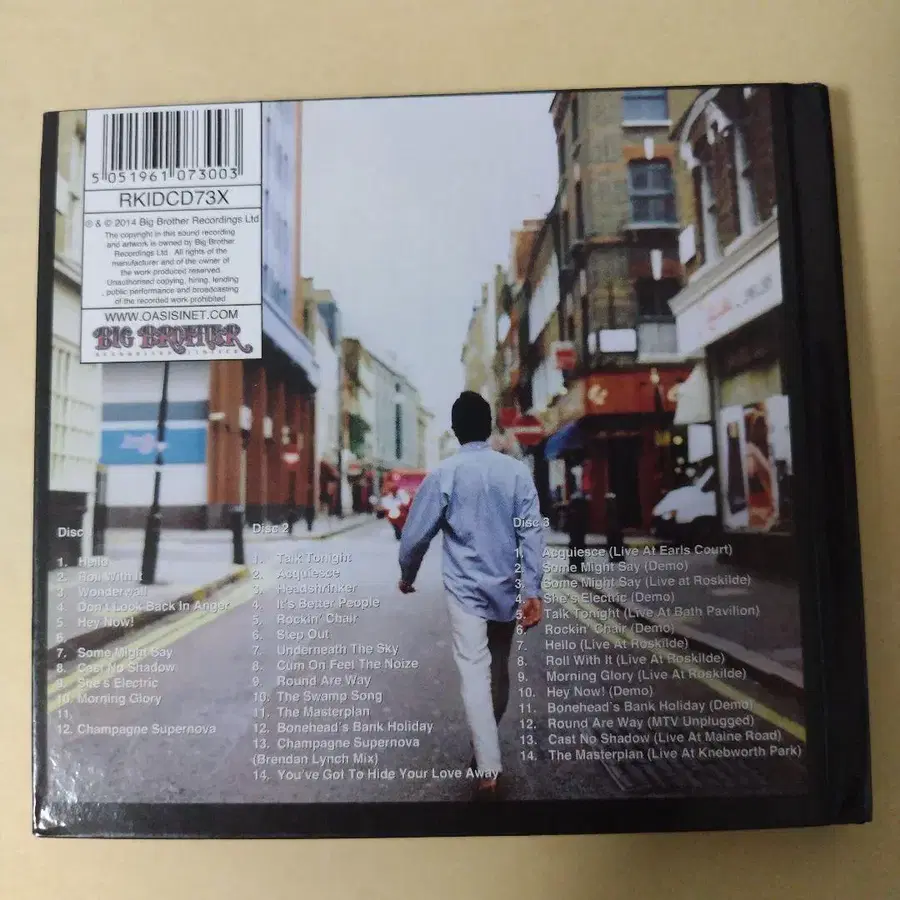 5 051961 073003
RKIDCD73X
℗ & © 2014 Big Brother Recordings Ltd
The copyright in this sound recording
and artwork is owned by Big Brother
Recordings Ltd. All rights of the
manufacturer and of the owner of
the work produced reserved.
Unauthorised copying, hiring, lending
, public performance and broadcasting
of the recorded work prohibited
WWW.OASISINET.COM
BIG BROTHER
Disc
1. Hello
2. Roll With It
3. Wonderwall
4. Don't Look Back In Anger
5. Hey Now!
6.
7. Some Might Say
8. Cast No Shadow
9. She's Electric
10. Morning Glory
11.
12. Champagne Supernova
Disc 2
1. Talk Tonight
2. Acquiesce
3. Headshrinker
4. It's Better People
5. Rockin' Chair
6. Step Out
7. Underneath The Sky
8. Cum On Feel The Noize
9. Round Are Way
10. The Swamp Song
11. The Masterplan
12. Bonehead's Bank Holiday
13. Champagne Supernova
(Brendan Lynch Mix)
14. You've Got To Hide Your Love Away
Disc 3
1. Acquiesce (Live At Earls Court)
2. Some Might Say (Demo)
3. Some Might Say (Live at Roskilde)
4. She's Electric (Demo)
5. Talk Tonight (Live At Bath Pavilion)
6. Rockin' Chair (Demo)
7. Hello (Live At Roskilde)
8. Roll With It (Live At Roskilde)
9. Morning Glory (Live At Roskilde)
10. Hey Now! (Demo)
11. Bonehead's Bank Holiday (Demo)
12. Round Are Way (MTV Unplugged)
13. Cast No Shadow (Live At Maine Road)
14. The Masterplan (Live At Knebworth Park)